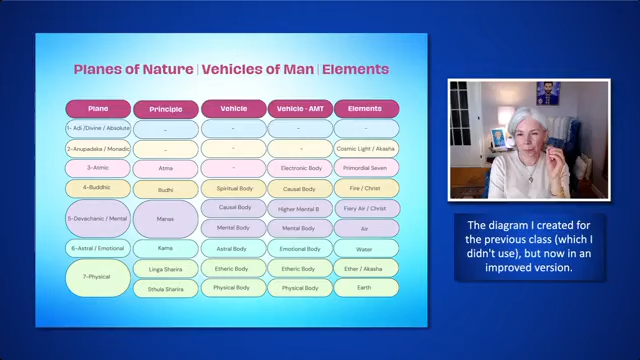 Planes of Nature | Vehicles of Man | Elements
Plane Principle Vehicle Vehicle - AMT Elements
1- Adi /Divine / Absolute - - - -
2-Anupadaka / Monadic - - - Cosmic Light / Akasha
3-Atmic Atma - Electronic Body Primordial Seven
4-Buddhic Budhi Spiritual Body Causal Body Fire / Christ
5-Devachanic / Mental Manas Causal Body Higher Mental B Fiery Air / Christ
Mental Body Mental Body Air
6-Astral / Emotional Kama Astral Body Emotional Body Water
7-Physical Linga Sharira Etheric Body Etheric Body Ether / Akasha
Sthula Sharira Physical Body Physical Body Earth
The diagram I created for
the previous class (which I
didn't use), but now in an
improved version.